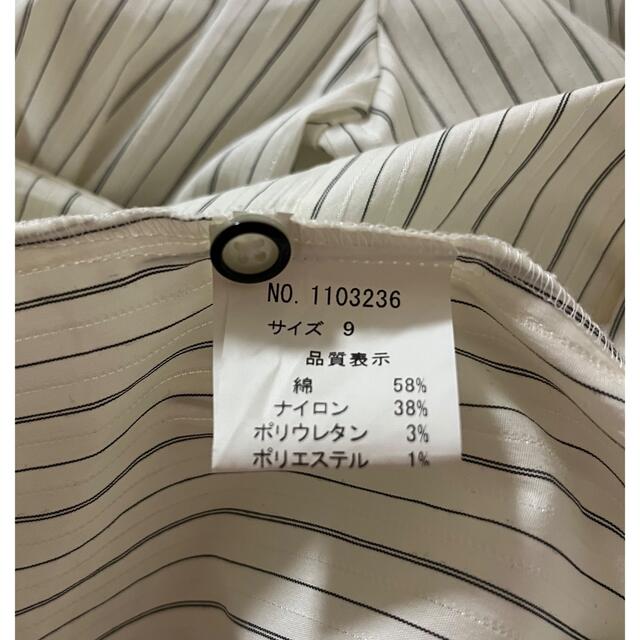 NO. 1103236
サイズ 9
品質表示
綿 58%
ナイロン 38%
ポリウレタン 3%
ポリエステル 1%